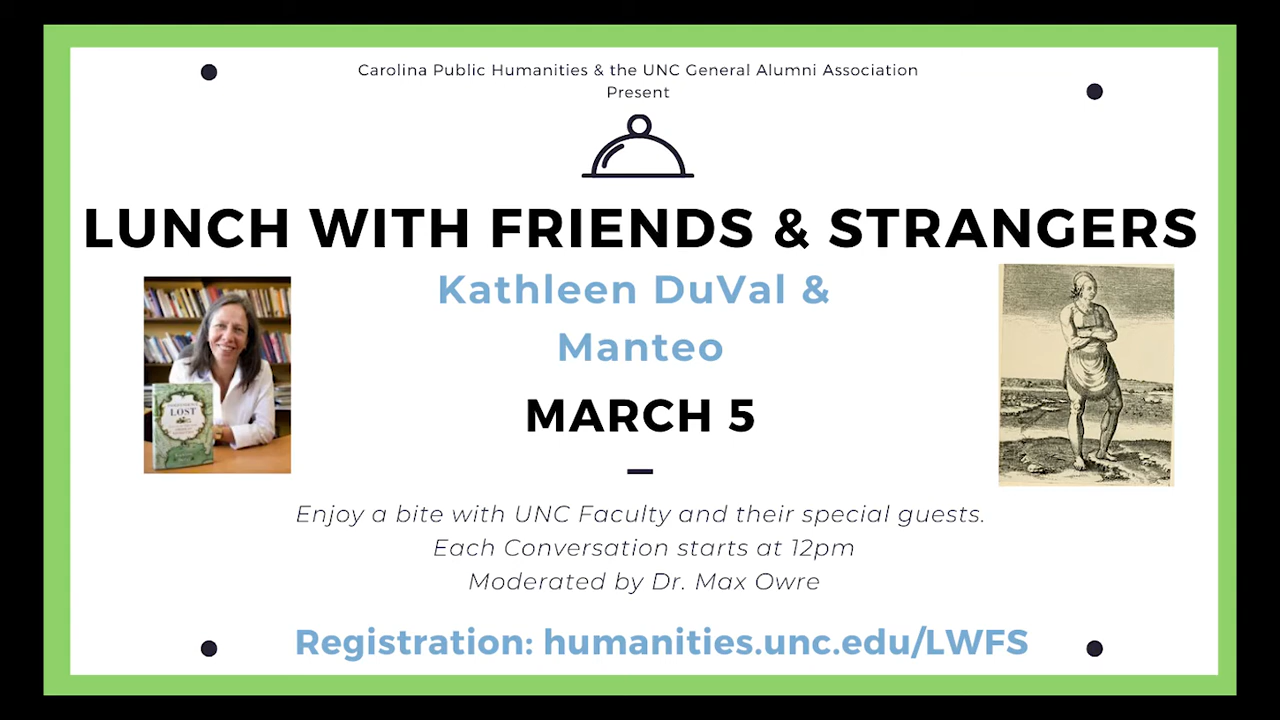 Carolina Public Humanities & the UNC General Alumni Association
Present
LUNCH WITH FRIENDS & STRANGERS
Kathleen DuVal &
Manteo
MARCH 5
Enjoy a bite with UNC Faculty and their special guests.
Each Conversation starts at 12pm
Moderated by Dr. Max Owre
Registration: humanities.unc.edu/LWFS
LOST